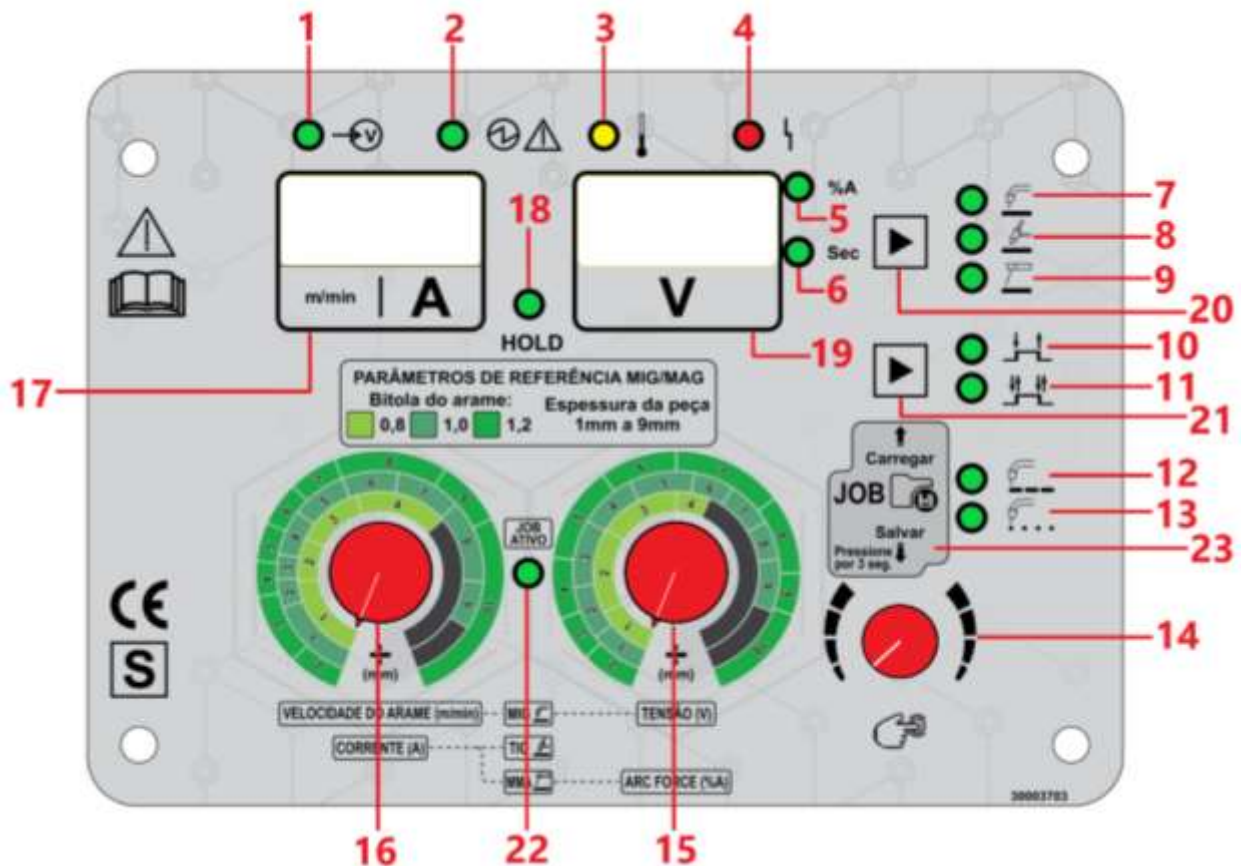 1 2 3 4
V
%A
5
Sec
6
7
8
9
20
m/min A
18
HOLD
V
19
17
10
11
21
PARÂMETROS DE REFERÊNCIA MIG/MAG
Bitola do arame:
0,8 1,0 1,2
Espessura da peça
1mm a 9mm
Carregar
JOB
M
Salvar
Pressione
por 3 seg.
12
13
23
14
JOB
ATIVO
(mm)
(mm)
CE
S
VELOCIDADE DO ARAME (m/min) MIG TENSÃO (V)
CORRENTE (A) TIG
MMA ARC FORCE (%A)
30003703
16 22 15